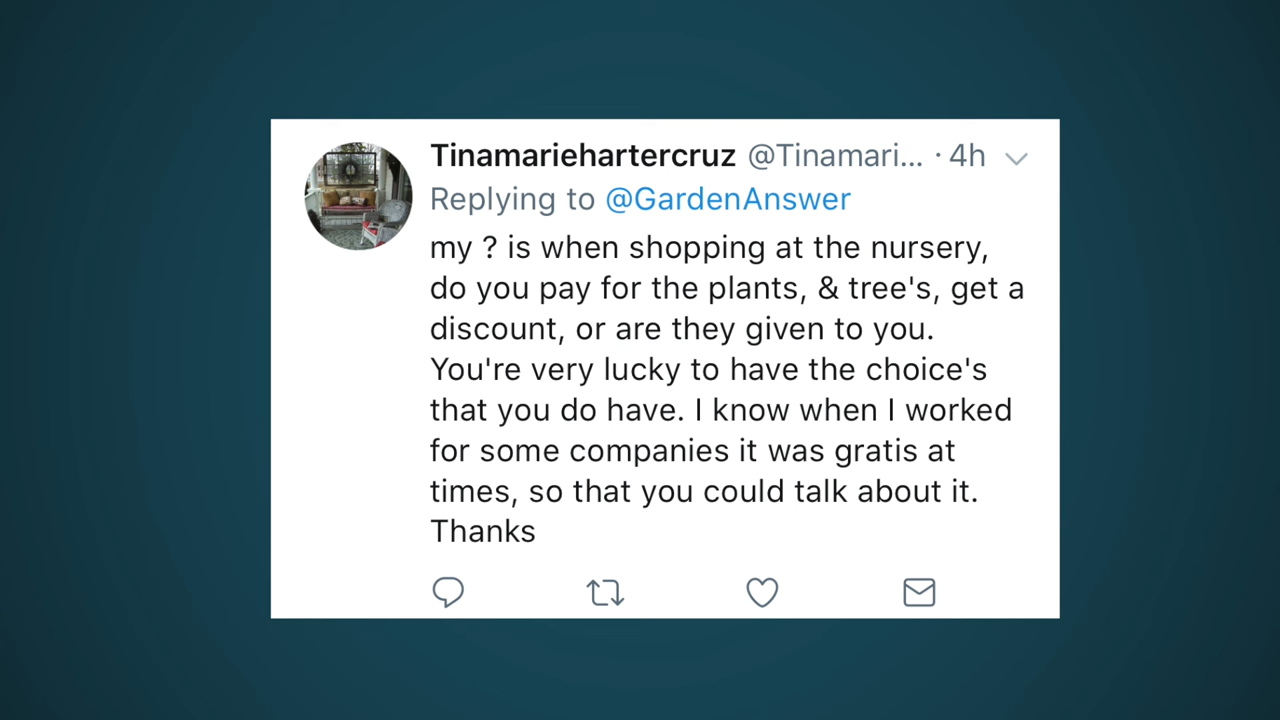 Tinamariehartercruz @Tinamari... · 4h
Replying to @GardenAnswer
my ? is when shopping at the nursery,
do you pay for the plants, & tree's, get a
discount, or are they given to you.
You're very lucky to have the choice's
that you do have. I know when I worked
for some companies it was gratis at
times, so that you could talk about it.
Thanks